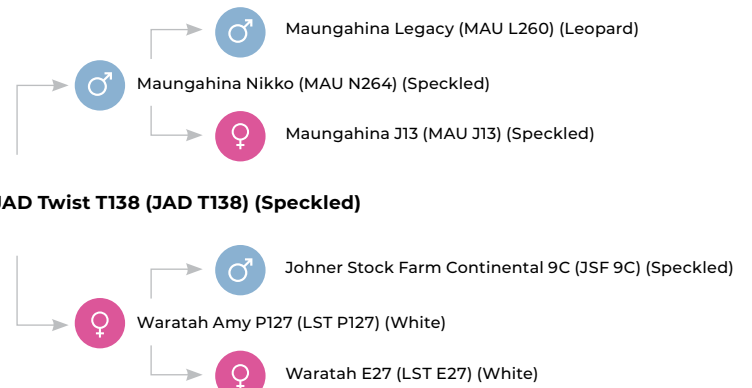 Maungahina Legacy (MAU L260) (Leopard)
Maungahina Nikko (MAU N264) (Speckled)
Maungahina J13 (MAU J13) (Speckled)
JAD Twist T138 (JAD T138) (Speckled)
Johner Stock Farm Continental 9C (JSF 9C) (Speckled)
Waratah Amy P127 (LST P127) (White)
Waratah E27 (LST E27) (White)